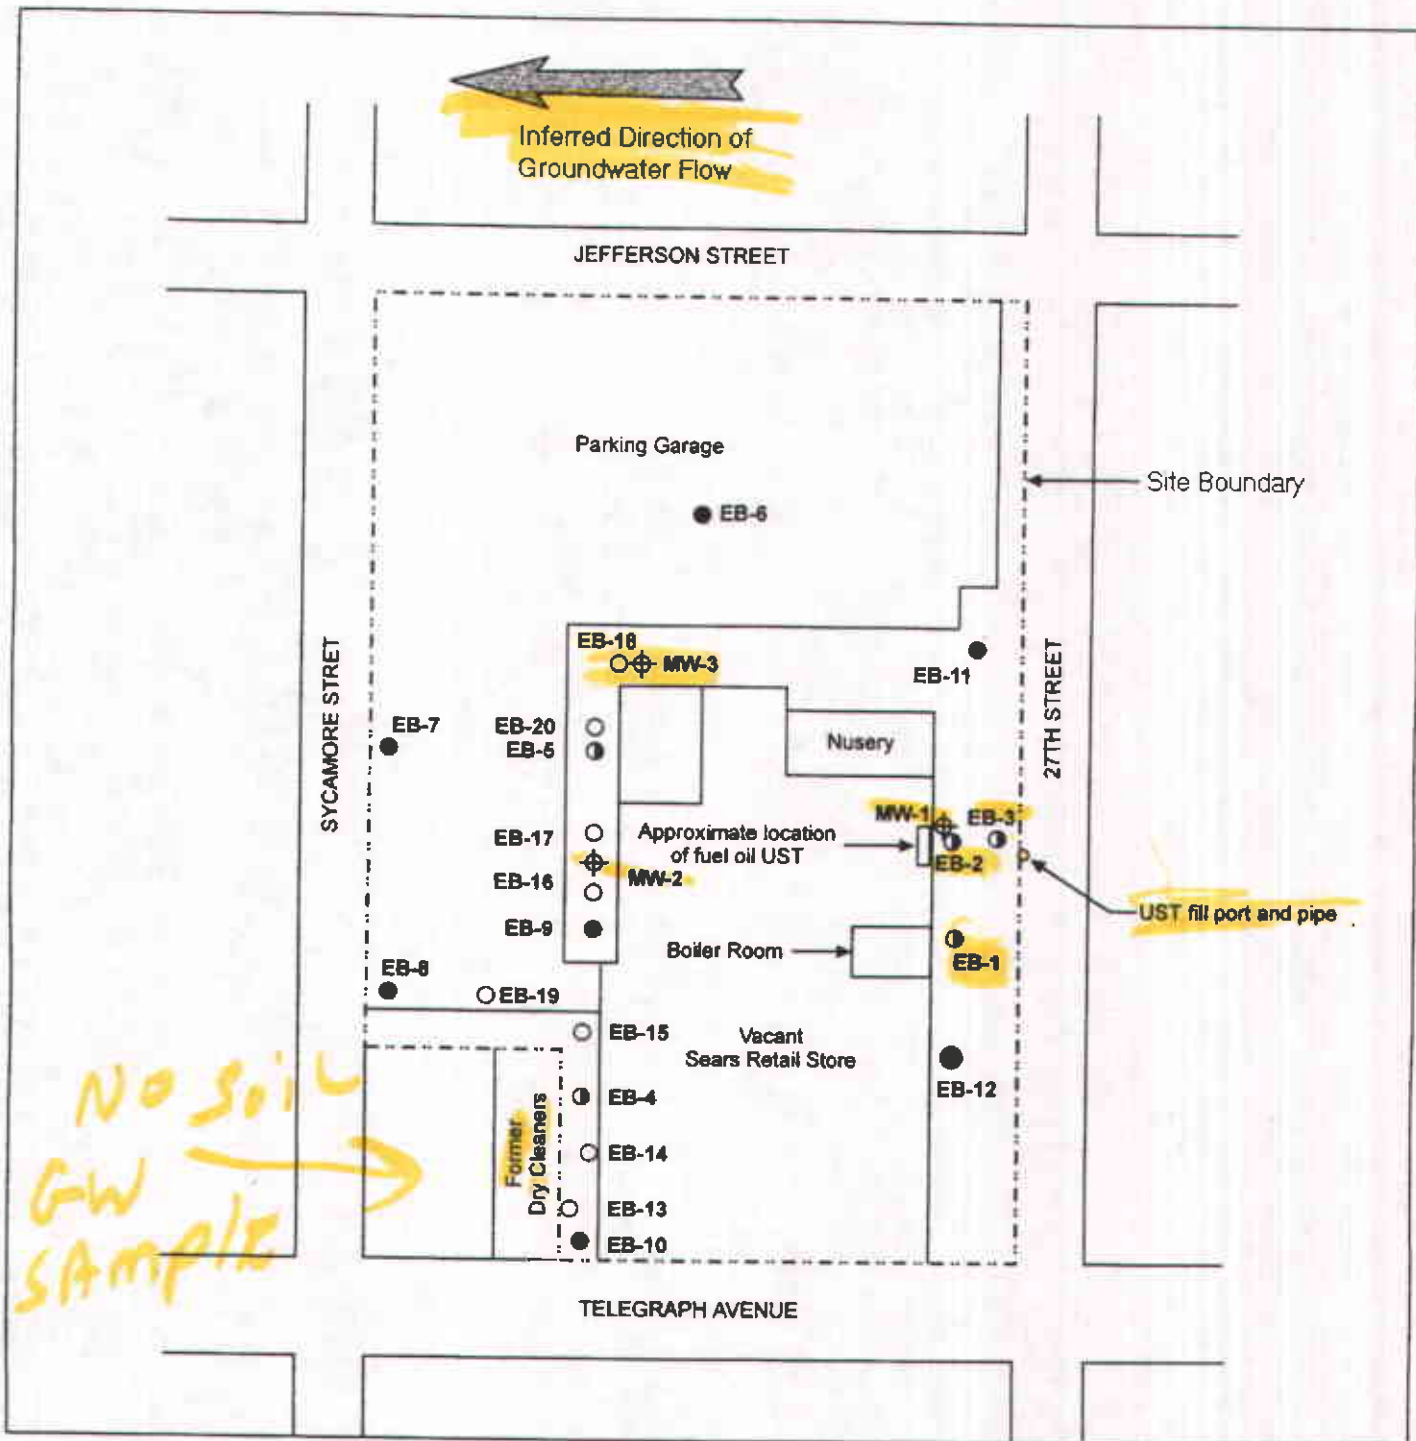 Inferred Direction of
Groundwater Flow
JEFFERSON STREET
Parking Garage
Site Boundary
EB-6
SYCAMORE STRET
27TH STREET
EB-18
MW-3
EB-11
EB-7
EB-20
EB-5
Nusery
MW-1
EB-3
EB-17
Approximate location
of fuel oil UST
EB-2
MW-2
EB-16
UST fill port and pipe
EB-9
Boiler Room
EB-1
EB-8
EB-19
EB-15
Vacant
Sears Retail Store
EB-12
EB-4
Former
Dry Cleaners
EB-14
EB-13
EB-10
NO SOIL
GW
SAMPLE
TELEGRAPH AVENUE